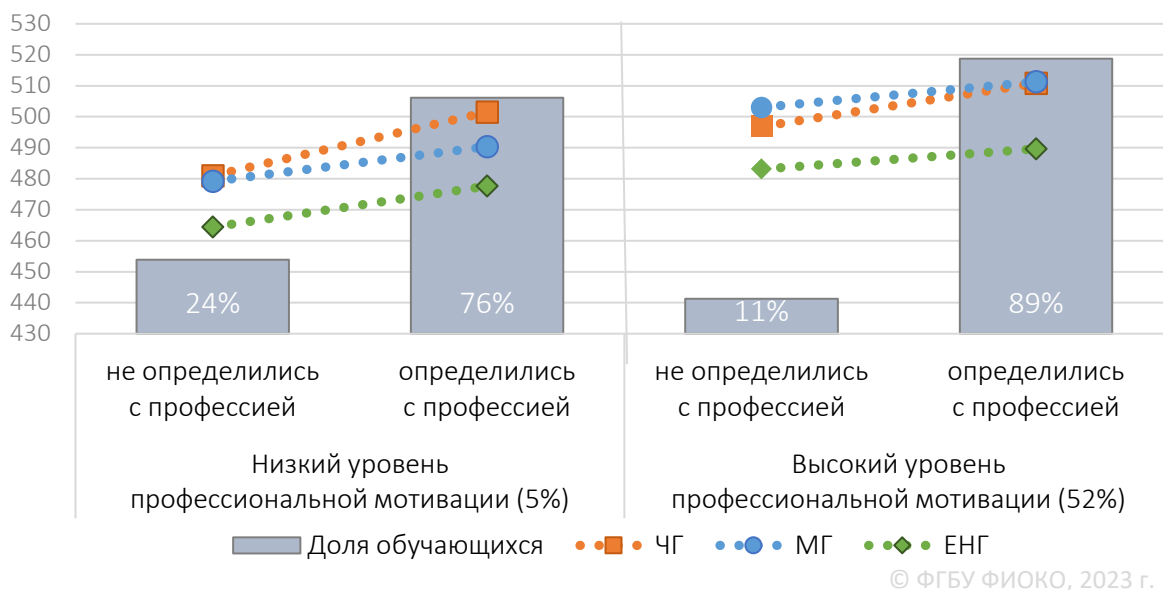 530
520
510
500
490
480
470
460
450
440
430
24%
76%
11%
89%
не определились
с профессией
определились
с профессией
не определились
с профессией
определились
с профессией
Низкий уровень
профессиональной мотивации (5%)
Высокий уровень
профессиональной мотивации (52%)
Доля обучающихся
ЧГ
МГ
ЕНГ
© ФГБУ ФИОКО, 2023 г.